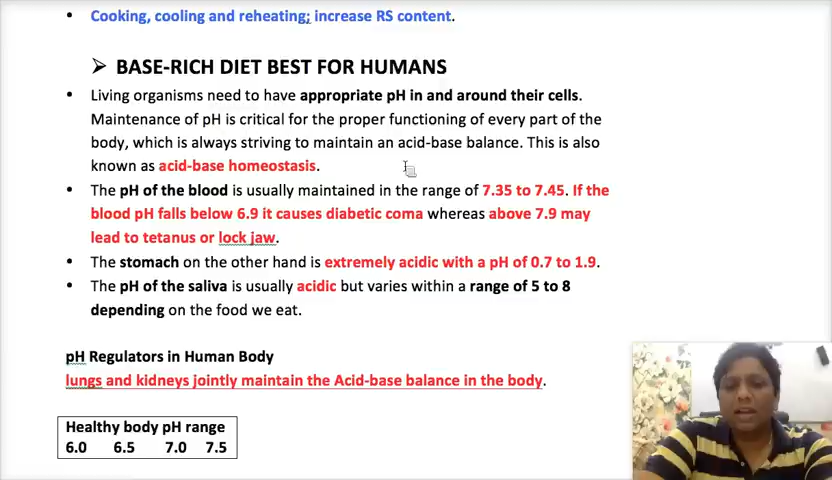 Cooking, cooling and reheating; increase RS content.
BASE-RICH DIET BEST FOR HUMANS
Living organisms need to have appropriate pH in and around their cells.
Maintenance of pH is critical for the proper functioning of every part of the
body, which is always striving to maintain an acid-base balance. This is also
known as acid-base homeostasis.
The pH of the blood is usually maintained in the range of 7.35 to 7.45. If the
blood pH falls below 6.9 it causes diabetic coma whereas above 7.9 may
lead to tetanus or lock jaw.
The stomach on the other hand is extremely acidic with a pH of 0.7 to 1.9.
The pH of the saliva is usually acidic but varies within a range of 5 to 8
depending on the food we eat.
pH Regulators in Human Body
lungs and kidneys jointly maintain the Acid-base balance in the body.
Healthy body pH range
6.0 6.5 7.0 7.5